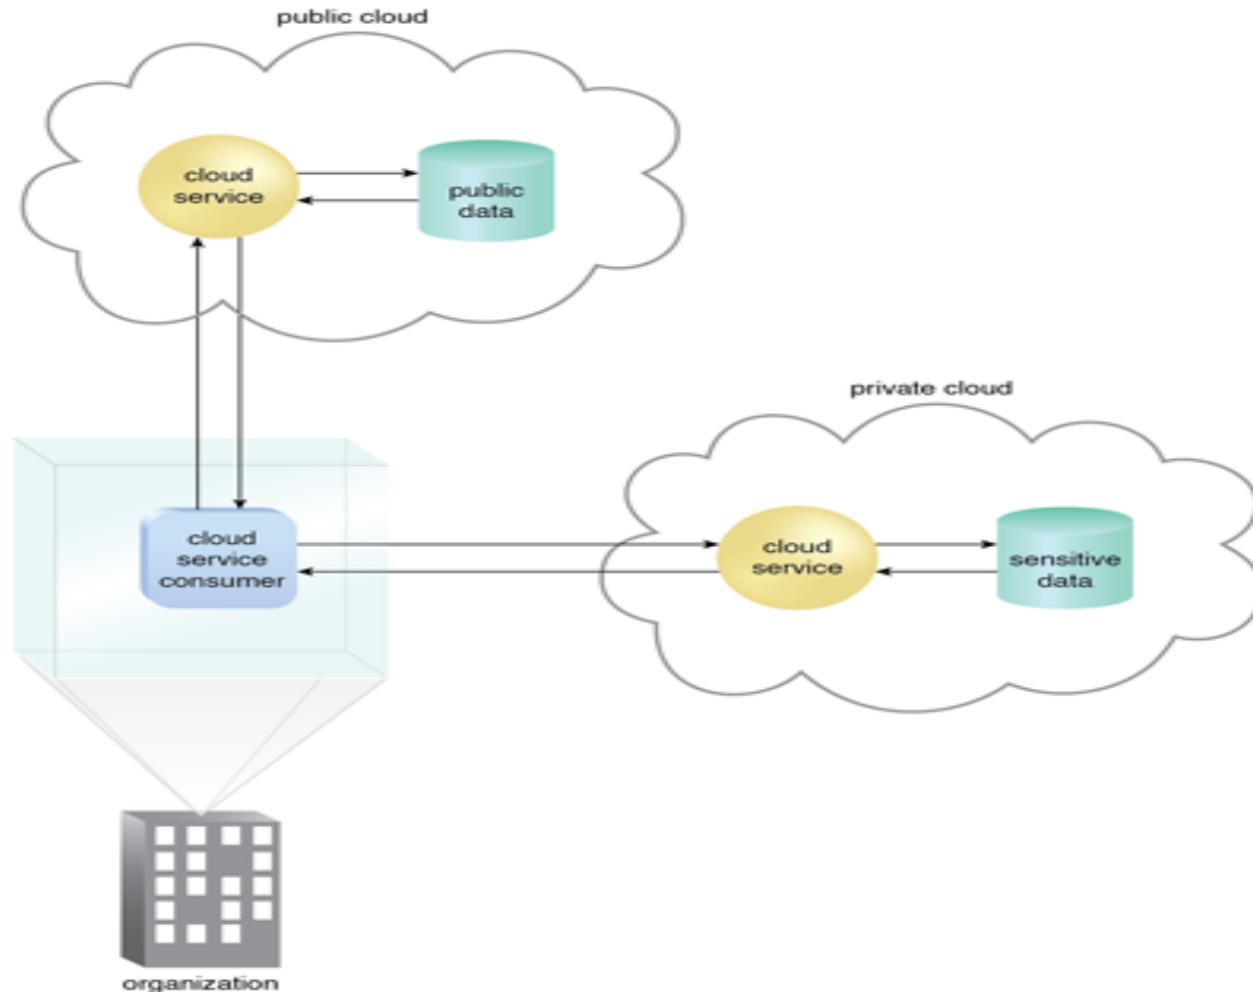 public cloud
cloud
service
public
data
private cloud
cloud
service
consumer
cloud
service
sensitive
data
organization